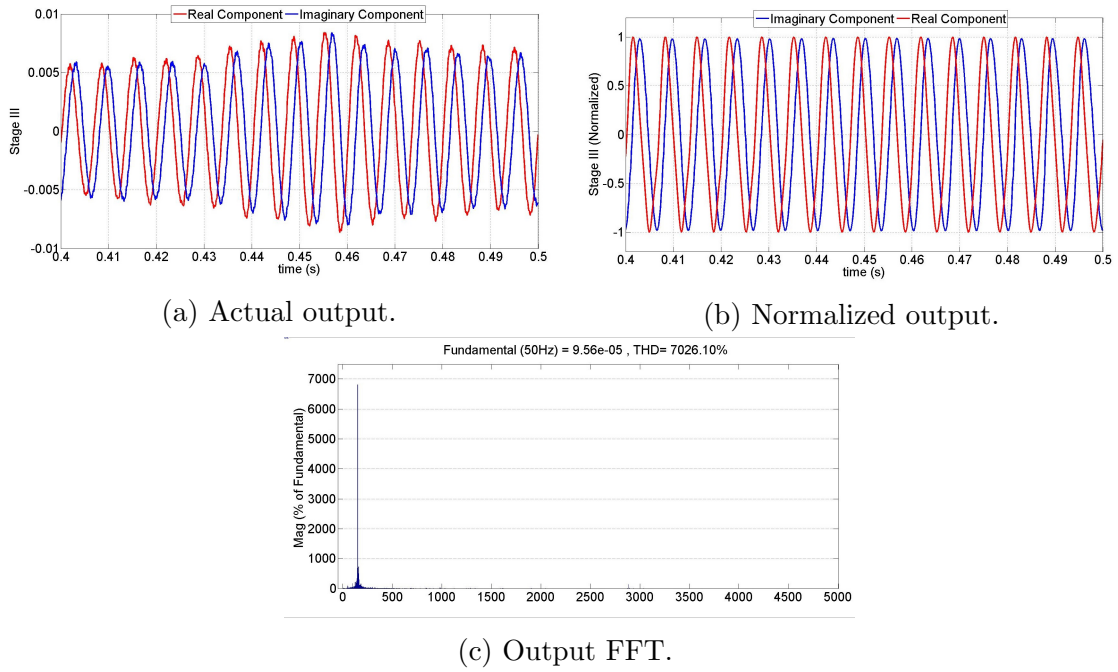 Real Component Imaginary Component
0.01
0.005
0
-0.005
-0.01
Stage III
0.4 0.41 0.42 0.43 0.44 0.45 0.46 0.47 0.48 0.49 0.5
time (s)
(a) Actual output.
Imaginary Component Real Component
1
0.5
0
-0.5
-1
Stage III (Normalized)
0.4 0.41 0.42 0.43 0.44 0.45 0.46 0.47 0.48 0.49 0.5
time (s)
(b) Normalized output.
Fundamental (50Hz) = 9.56e-05 , THD= 7026.10%
7000
6000
5000
4000
3000
2000
1000
0
Mag (% of Fundamental)
0 500 1000 1500 2000 2500 3000 3500 4000 4500 5000
(c) Output FFT.